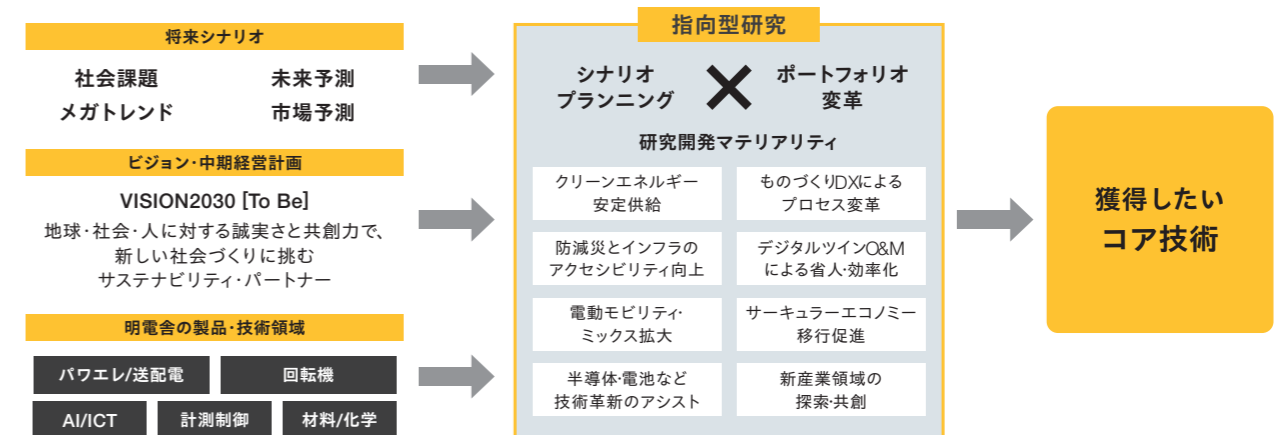 将来シナリオ
社会課題
未来予測
メガトレンド
市場予測
ビジョン・中期経営計画
VISION2030 [To Be]
地球・社会・人に対する誠実さと共創力で、
新しい社会づくりに挑む
サステナビリティ・パートナー
明電舎の製品・技術領域
パワエレ/送配電
回転機
AI/ICT
計測制御
材料/化学
指向型研究
シナリオ
プランニング
×
ポートフォリオ
変革
研究開発マテリアリティ
クリーンエネルギー
安定供給
ものづくりDXによる
プロセス変革
防減災とインフラの
アクセシビリティ向上
デジタルツインO&M
による省人・効率化
電動モビリティ・
ミックス拡大
サーキュラーエコノミー
移行促進
半導体・電池など
技術革新のアシスト
新産業領域の
探索・共創
獲得したい
コア技術